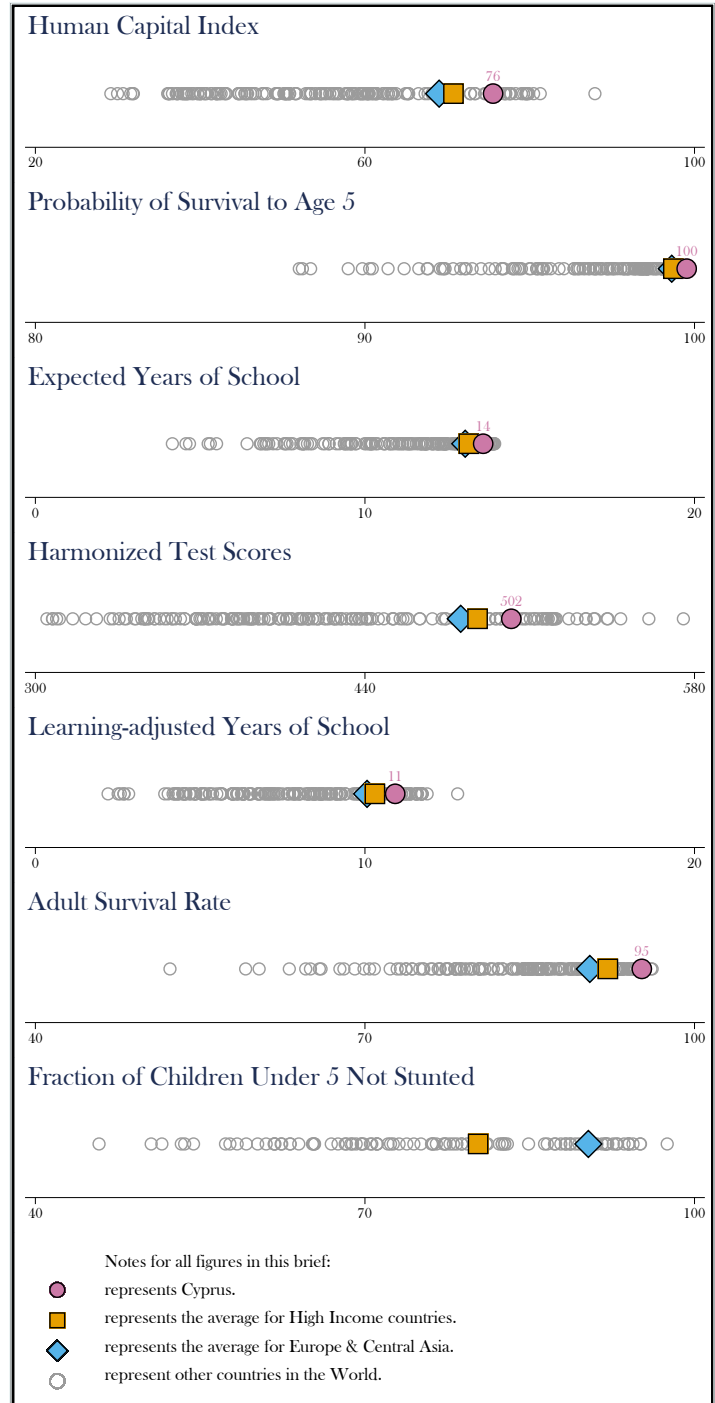 Human Capital Index
76
20 60 100
Probability of Survival to Age 5
100
80 90 100
Expected Years of School
14
0 10 20
Harmonized Test Scores
502
300 440 580
Learning-adjusted Years of School
11
0 10 20
Adult Survival Rate
95
40 70 100
Fraction of Children Under 5 Not Stunted
40 70 100
Notes for all figures in this brief:
represents Cyprus.
represents the average for High Income countries.
represents the average for Europe & Central Asia.
represent other countries in the World.